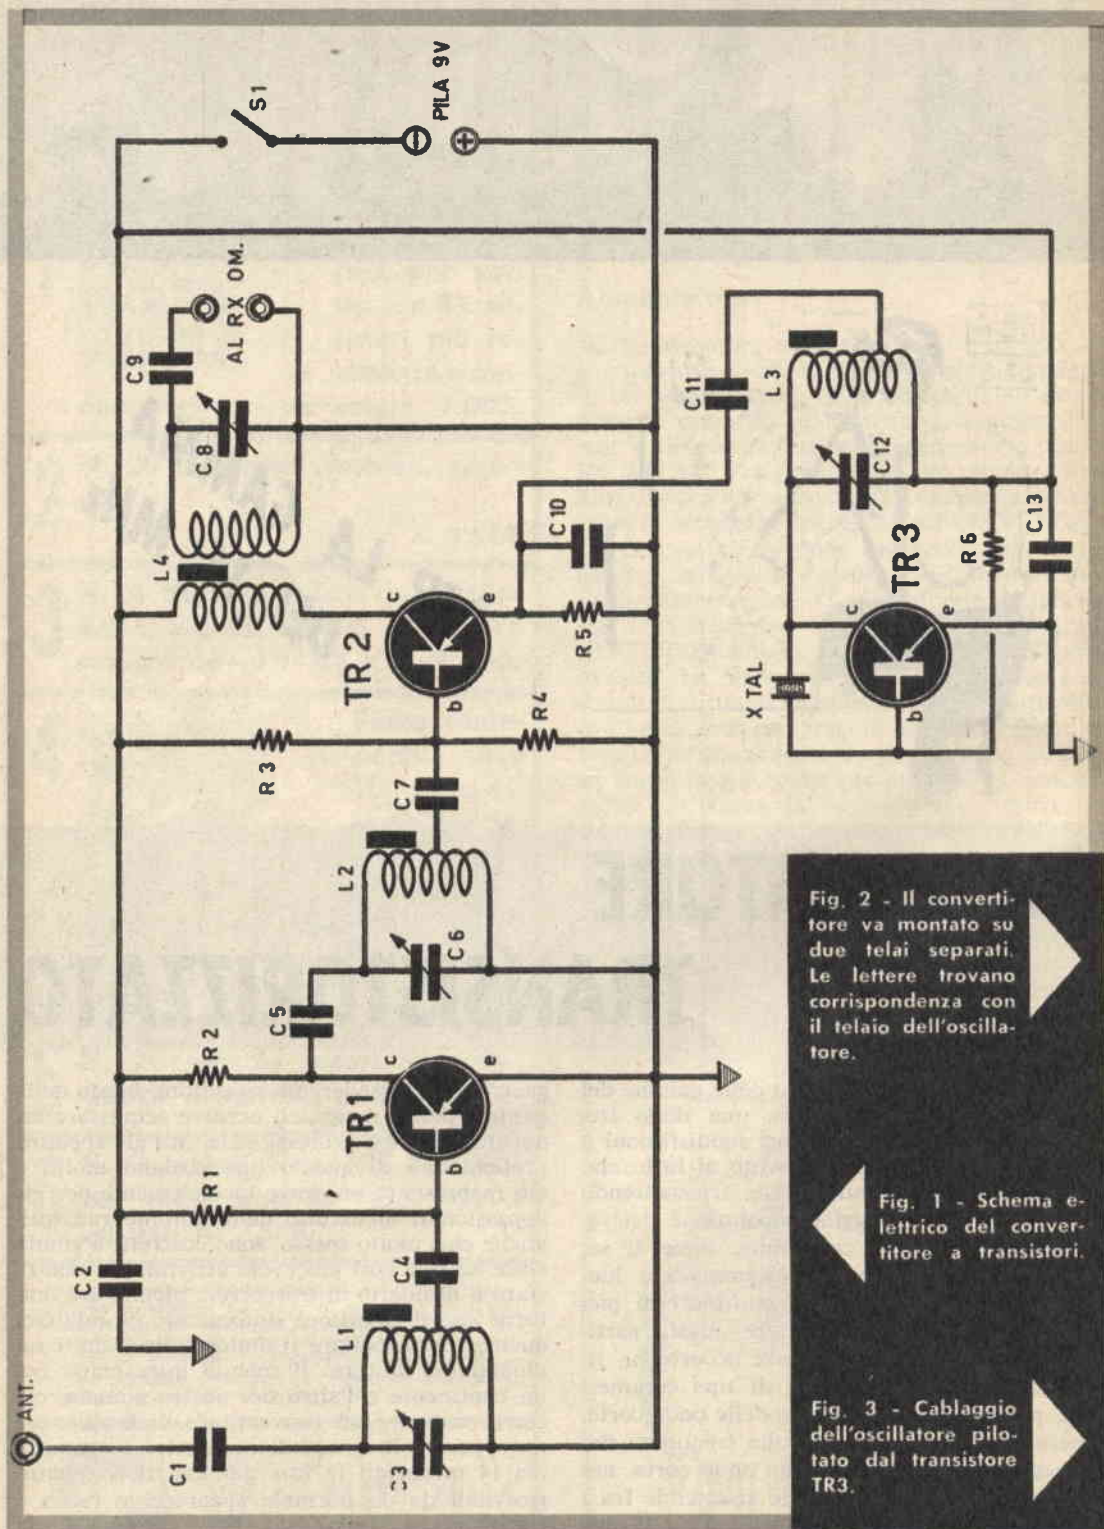 ANT.
C1
C2
C3
L1
C4
R1
TR1
b
c
e
R2
C5
C6
L2
C7
R3
R4
TR2
b
c
e
R5
C10
L4
C8
C9
AL RX OM.
S1
PILA 9V
C11
L3
C12
X TAL
TR3
b
c
e
R6
C13
Fig. 2 - Il converti-
tore va montato su
due telai separati.
Le lettere trovano
corrispondenza con
il telaio dell'oscilla-
tore.
Fig. 1 - Schema e-
lettrico del conver-
titore a transistori.
Fig. 3 - Cablaggio
dell'oscillatore pilo-
tato dal transistore
TR3.